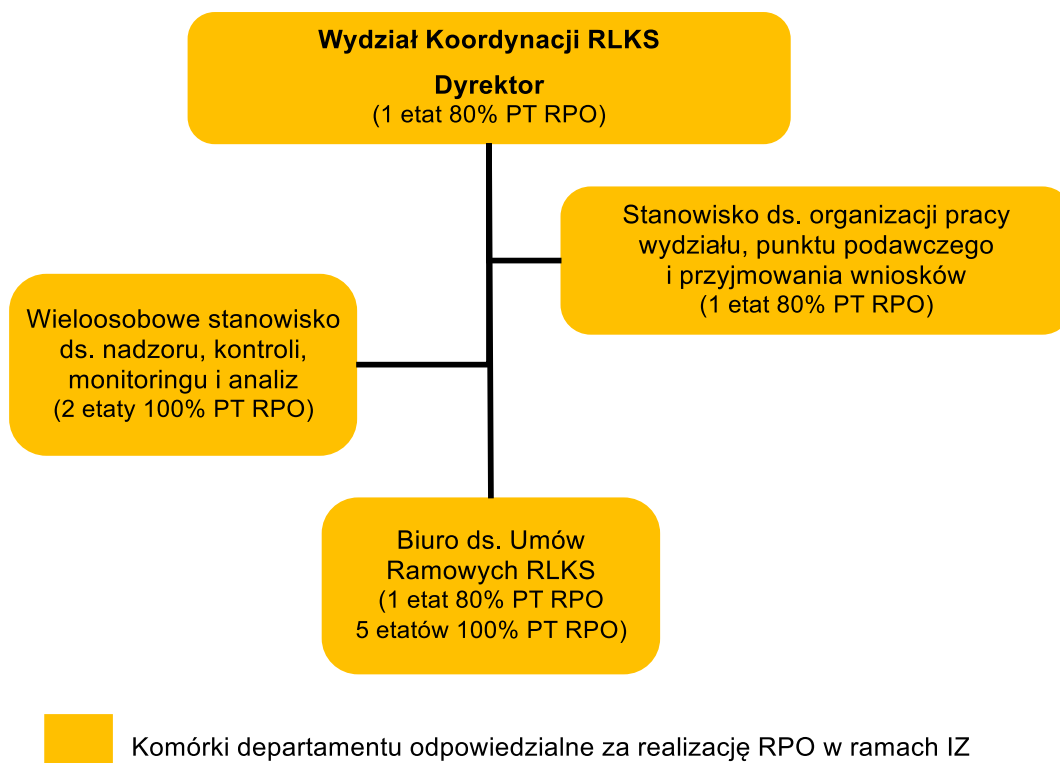 Wydział Koordynacji RLKS
Dyrektor
(1 etat 80% PT RPO)
Stanowisko ds. organizacji pracy
wydziału, punktu podawczego
i przyjmowania wniosków
(1 etat 80% PT RPO)
Wieloosobowe stanowisko
ds. nadzoru, kontroli,
monitoringu i analiz
(2 etaty 100% PT RPO)
Biuro ds. Umów
Ramowych RLKS
(1 etat 80% PT RPO
5 etatów 100% PT RPO)
Komórki departamentu odpowiedzialne za realizację RPO w ramach IZ